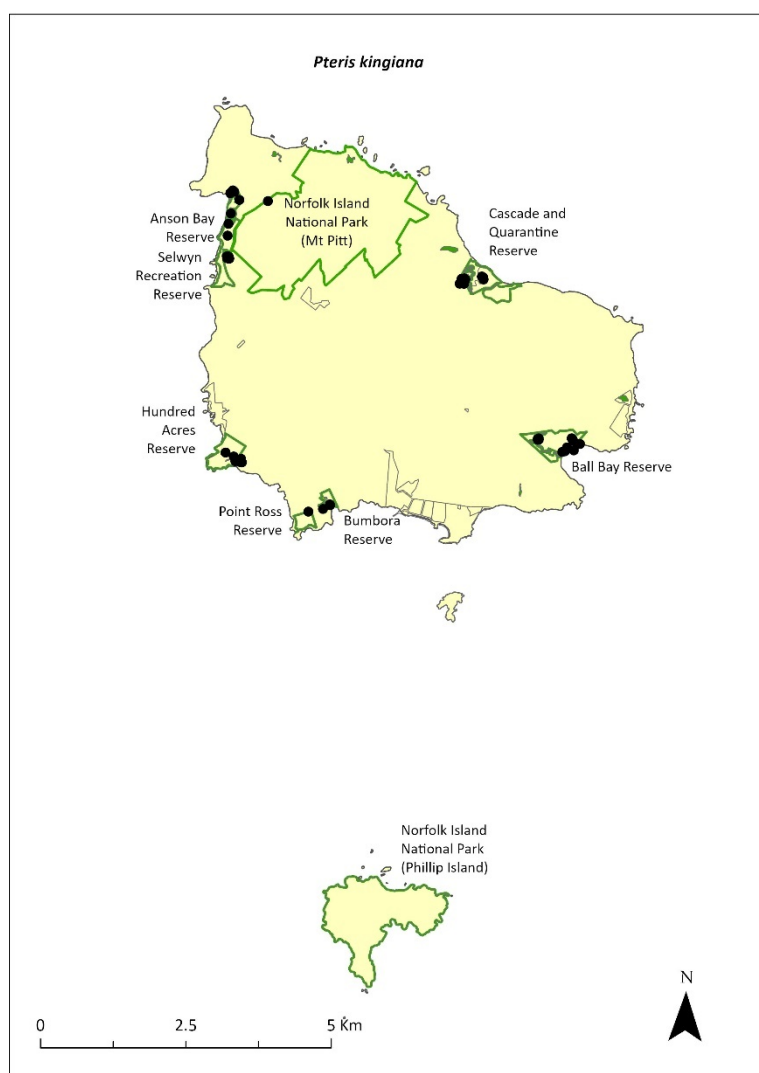 Pteris kingiana
Norfolk Island
National Park
(Mt Pitt)
Anson Bay
Reserve
Selwyn
Recreation
Reserve
Cascade and
Quarantine
Reserve
Hundred
Acres
Reserve
Ball Bay Reserve
Point Ross
Reserve
Bumbora
Reserve
Norfolk Island
National Park
(Phillip Island)
N
0 2.5 5 Km